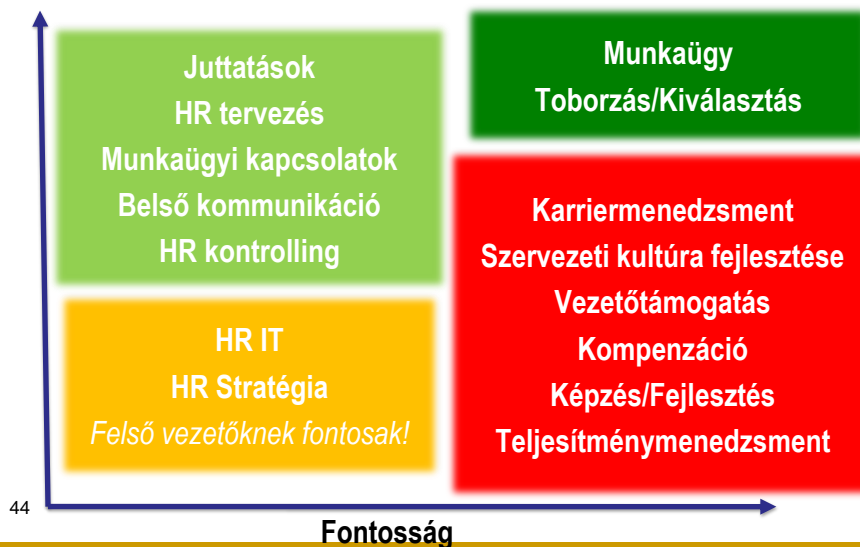 Juttatások
HR tervezés
Munkaügyi kapcsolatok
Belső kommunikáció
HR kontrolling
Munkaügy
Toborzás/Kiválasztás
HR IT
HR Stratégia
Felső vezetőknek fontosak!
Karriermenedzsment
Szervezeti kultúra fejlesztése
Vezetőtámogatás
Kompenzáció
Képzés/Fejlesztés
Teljesítménymenedzsment
44
Fontosság